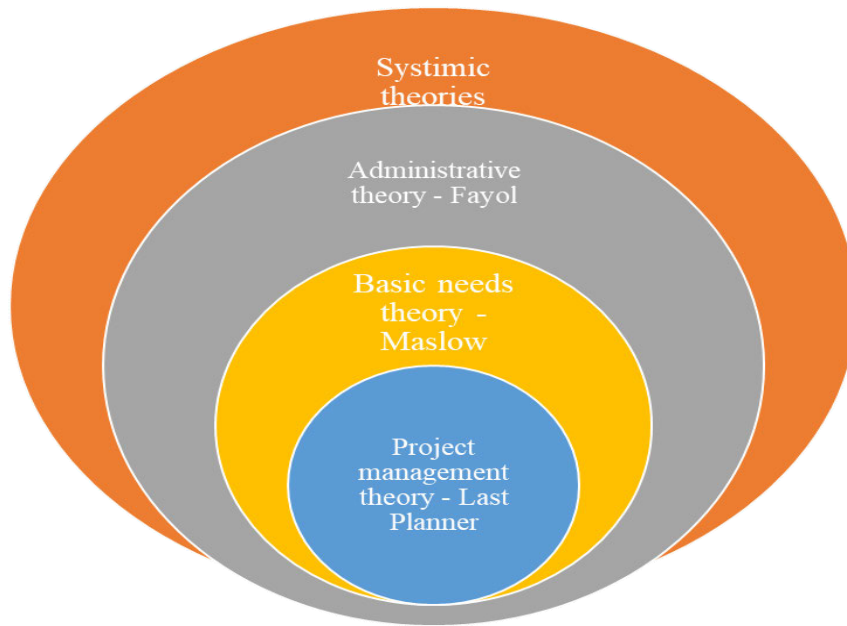 Systimic
theories
Administrative
theory - Fayol
Basic needs
theory -
Maslow
Project
management
theory - Last
Planner